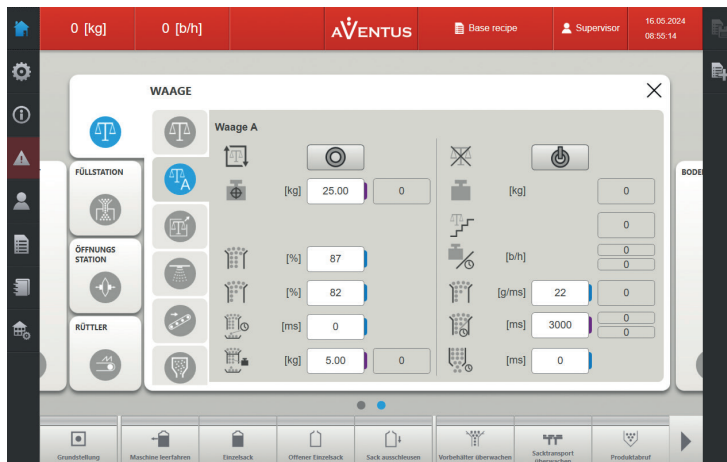 0 [kg]
0 [b/h]
AVENTUS
Base recipe
Supervisor
16.05.2024
08:55:14
WAAGE
FÜLLSTATION
ÖFFNUNGS
STATION
RÜTTLER
BODE
A
Waage A
[kg] 25.00 0
[kg] 0
0
[%] 87
[b/h] 0
0
[%] 82
[g/ms] 22 0
[ms] 0
[ms] 3000 0
0
[kg] 5.00 0
[ms] 0
Grundstellung
Maschine leerfahren
Einzelsack
Offener Einzelsack
Sack ausschleusen
Vorbehälter überwachen
Sacktransport
überwachen
Produktabruf